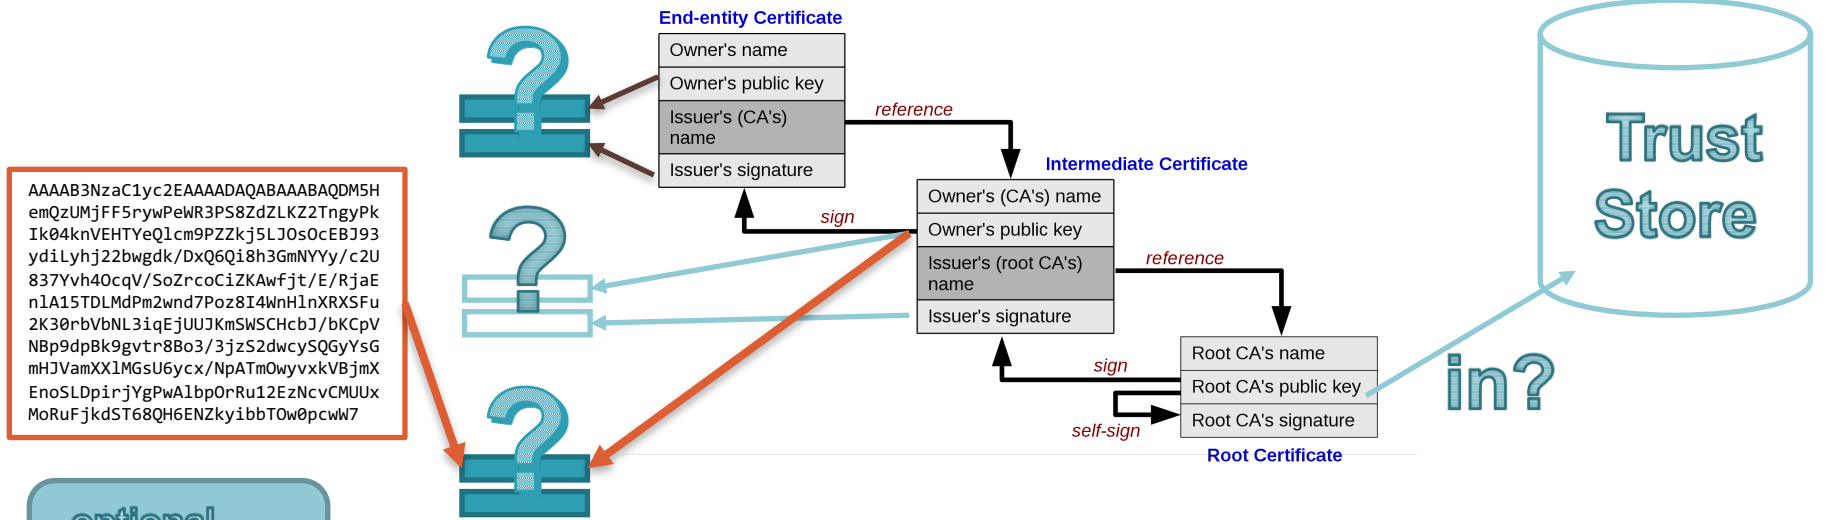 End-entity Certificate
?
Owner's name
Owner's public key
Issuer's (CA's)
name
Issuer's signature
reference
Trust
Store
Intermediate Certificate
AAAAB3NzaC1yc2EAAAADAQABAAABAQDM5H
emQzUMjFF5rywPeWR3PS8ZdZLKZ2TngyPk
Ik04knVEHTYeQlcm9PZZkj5LJOsOcEBJ93
ydiLyhj22bwgdk/DxQ6Qi8h3GmNYYy/c2U
837Yvh4OcqV/SoZrcoCiZKAwfjt/E/RjaE
nlA15TDLMdPm2wnd7Poz8I4WnHlnXRXSFu
2K30rbVbNL3iqEjUUJKmSWSCHcbJ/bKCpV
NBp9dpBk9gvtr8Bo3/3jzS2dwcySQGyYsG
mHJVamXXlMGsU6ycx/NpATmOwyvxkVBjmX
EnoSLDpirjYgPwAlbpOrRu12EzNcvCMUUx
MoRuFjkdST68QH6ENZkyibbTOw0pcwW7
?
sign
Owner's (CA's) name
Owner's public key
Issuer's (root CA's)
name
Issuer's signature
reference
Root CA's name
Root CA's public key
Root CA's signature
sign
self-sign
in?
Root Certificate
?
optional